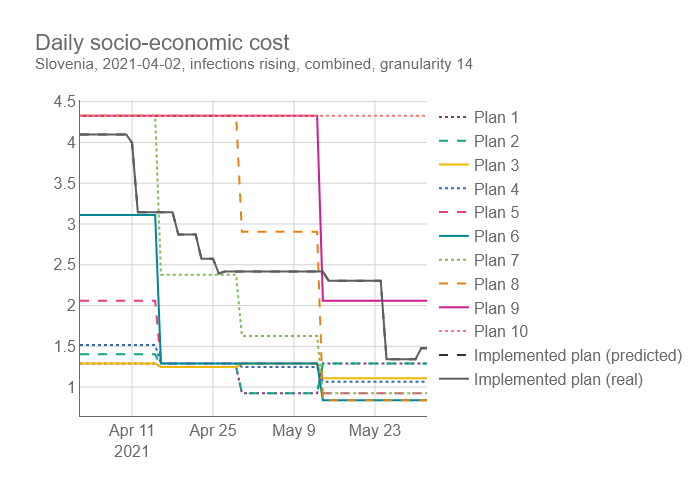 Daily socio-economic cost
Slovenia, 2021-04-02, infections rising, combined, granularity 14
4.5
4
3.5
3
2.5
2
1.5
1
Apr 11
2021
Apr 25
May 9
May 23
Plan 1
Plan 2
Plan 3
Plan 4
Plan 5
Plan 6
Plan 7
Plan 8
Plan 9
Plan 10
Implemented plan (predicted)
Implemented plan (real)